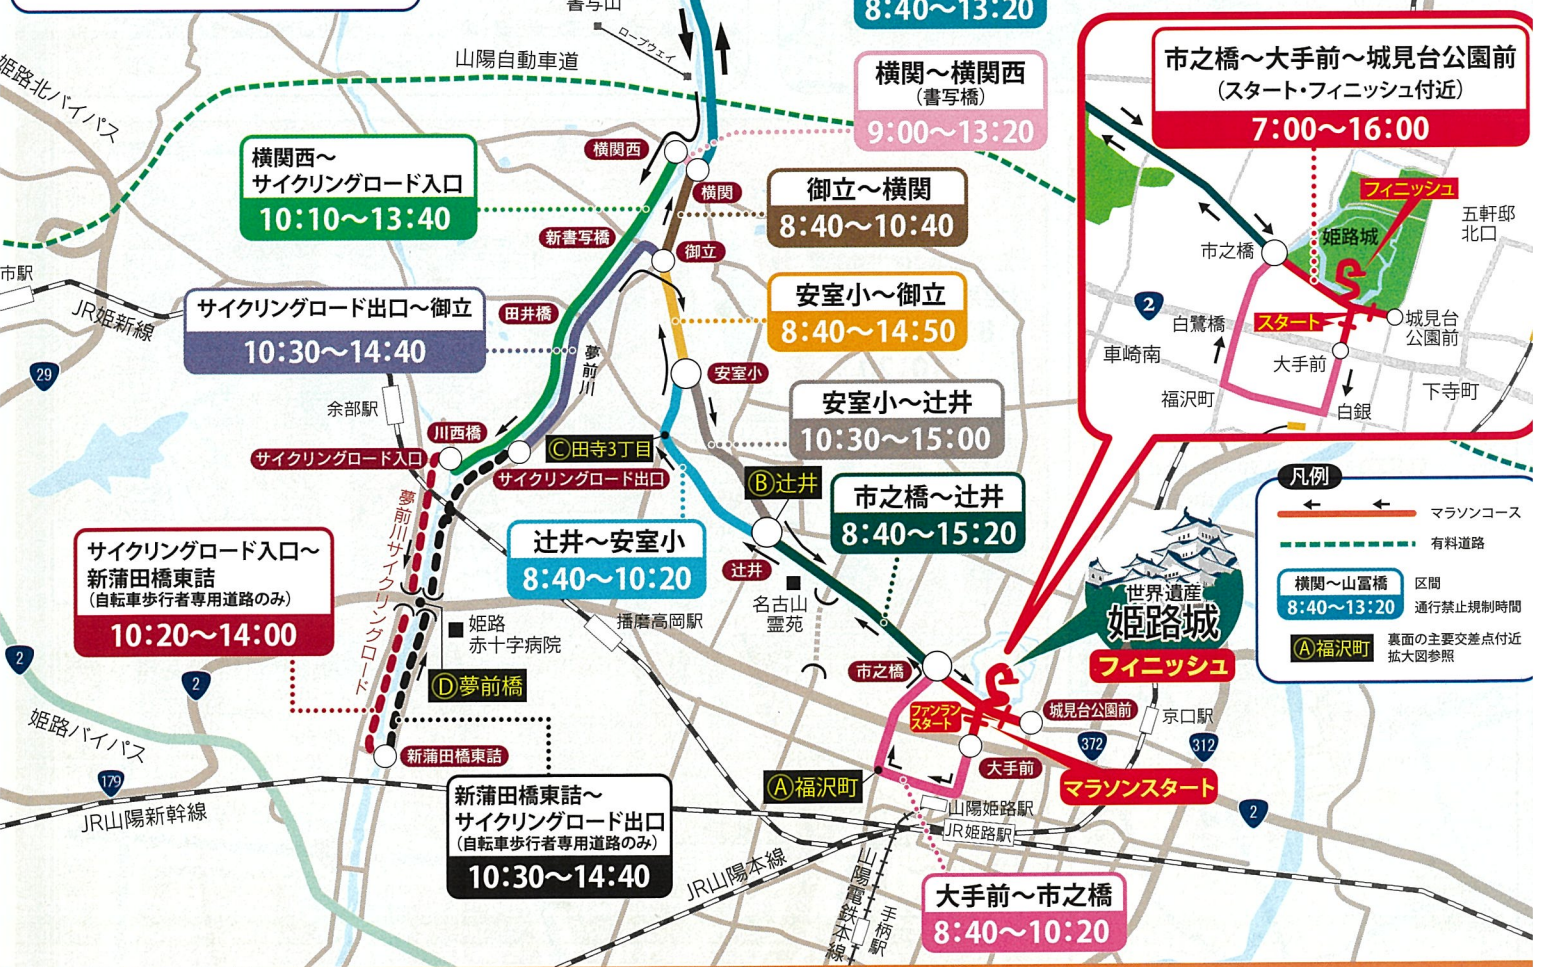 書写山
ロープウェイ
8:40〜13:20
山陽自動車道
姫路北バイパス
横関〜横関西
(書写橋)
9:00〜13:20
市之橋〜大手前〜城見台公園前
(スタート・フィニッシュ付近)
7:00〜16:00
フィニッシュ
五軒邸
北口
姫路城
市之橋
2
白鷺橋
スタート
城見台
公園前
車崎南
大手前
下寺町
福沢町
白銀
横関西〜
サイクリングロード入口
10:10〜13:40
横関西
横関
御立〜横関
8:40〜10:40
新書写橋
御立
市駅
JR姫新線
サイクリングロード出口〜御立
10:30〜14:40
田井橋
安室小〜御立
8:40〜14:50
夢前川
29
余部駅
安室小
安室小〜辻井
10:30〜15:00
川西橋
サイクリングロード入口
Ⓒ田寺3丁目
サイクリングロード出口
Ⓑ辻井
市之橋〜辻井
8:40〜15:20
凡例
マラソンコース
有料道路
横関〜山冨橋
8:40〜13:20
区間
通行禁止規制時間
Ⓐ福沢町
裏面の主要交差点付近
拡大図参照
夢前川サイクリングロード
サイクリングロード入口〜
新蒲田橋東詰
(自転車歩行者専用道路のみ)
10:20〜14:00
辻井〜安室小
8:40〜10:20
辻井
名古山
霊苑
世界遺産
姫路城
フィニッシュ
姫路
赤十字病院
播磨高岡駅
2
2
Ⓓ夢前橋
市之橋
ファンラン
スタート
城見台公園前
京口駅
姫路バイパス
新蒲田橋東詰
372
312
大手前
マラソンスタート
179
JR山陽新幹線
Ⓐ福沢町
2
新蒲田橋東詰〜
サイクリングロード出口
(自転車歩行者専用道路のみ)
10:30〜14:40
山陽姫路駅
JR姫路駅
JR山陽本線
山陽電鉄本線
手柄駅
大手前〜市之橋
8:40〜10:20